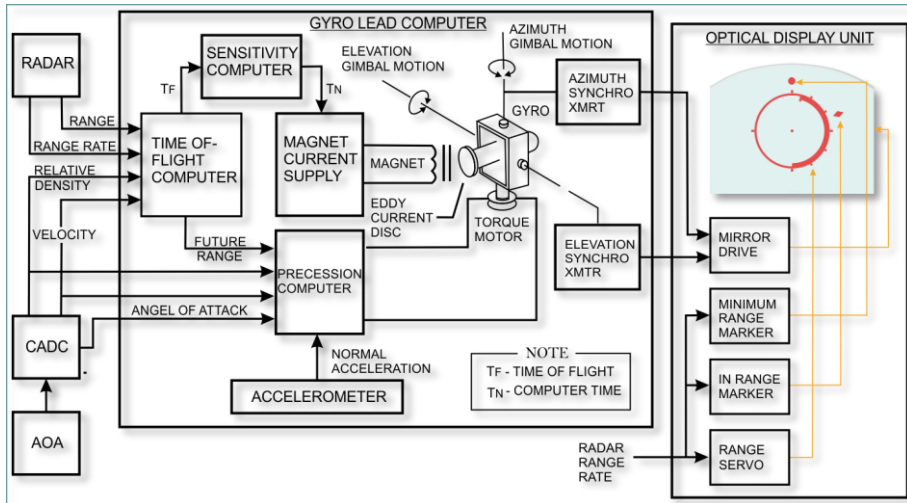 GYRO LEAD COMPUTER
OPTICAL DISPLAY UNIT
RADAR
RANGE
RANGE RATE
RELATIVE
DENSITY
VELOCITY
CADC
AOA
TIME OF-
FLIGHT
COMPUTER
TF
SENSITIVITY
COMPUTER
TN
MAGNET
CURRENT
SUPPLY
MAGNET
ELEVATION
GIMBAL MOTION
AZIMUTH
GIMBAL MOTION
GYRO
AZIMUTH
SYNCHRO
XMRT
EDDY
CURRENT
DISC
TORQUE
MOTOR
ELEVATION
SYNCHRO
XMTR
FUTURE
RANGE
PRECESSION
COMPUTER
ANGEL OF ATTACK
NORMAL
ACCELERATION
ACCELEROMETER
NOTE
TF - TIME OF FLIGHT
TN - COMPUTER TIME
MIRROR
DRIVE
MINIMUM
RANGE
MARKER
IN RANGE
MARKER
RANGE
SERVO
RADAR
RANGE
RATE